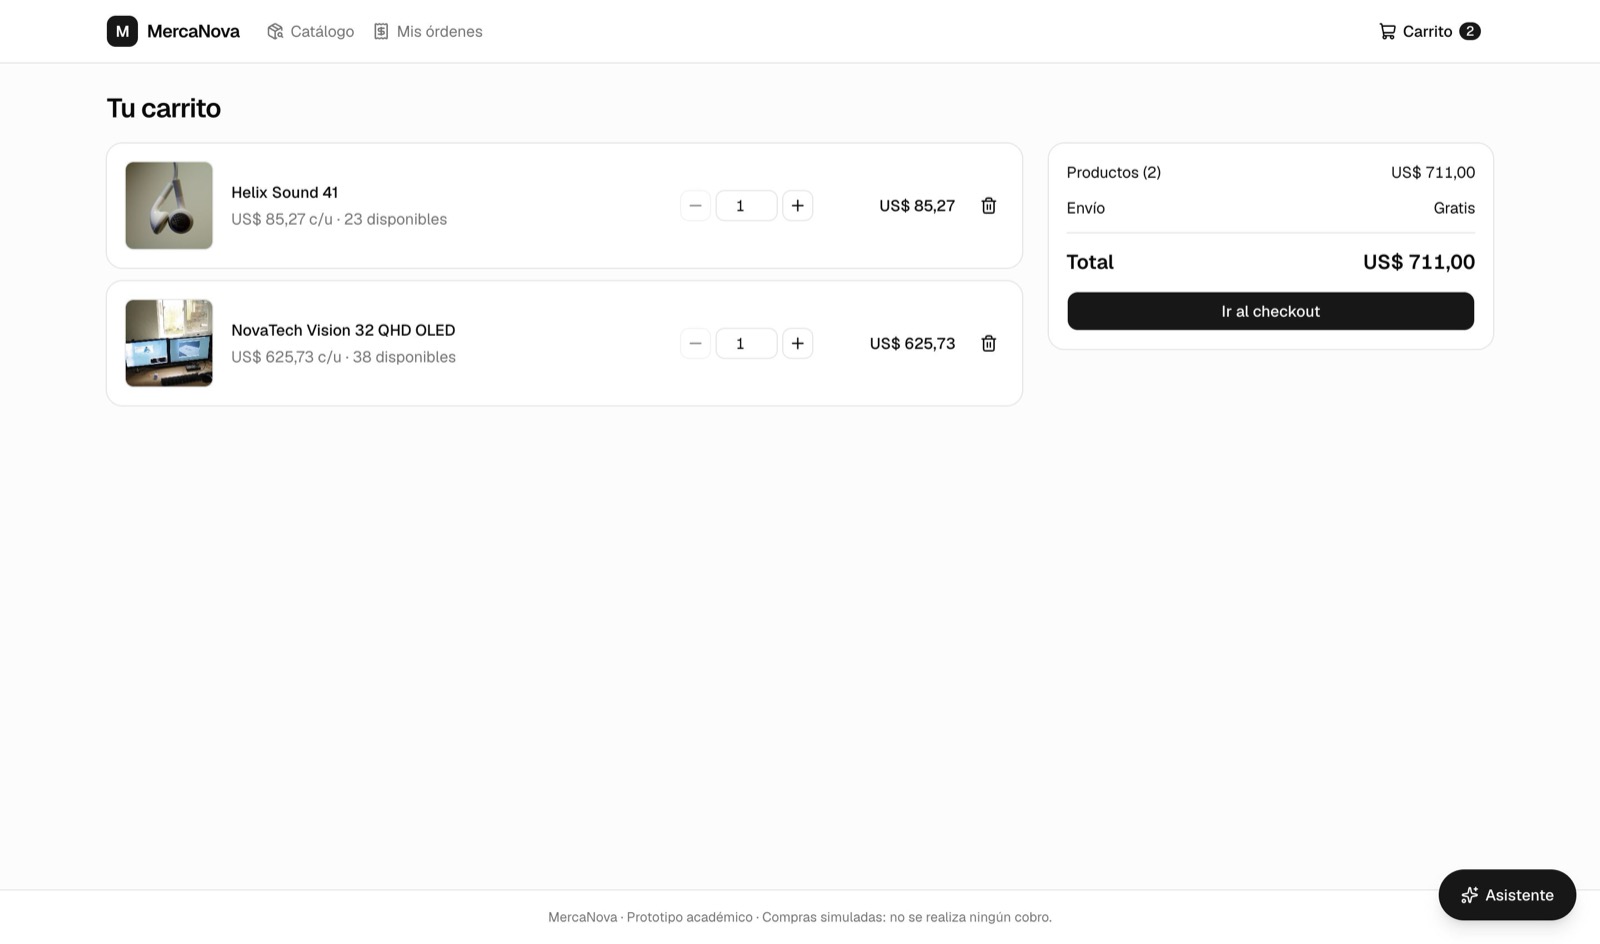 M MercaNova Catálogo Mis órdenes Carrito 2
Tu carrito
Helix Sound 41
US$ 85,27 c/u · 23 disponibles
1
US$ 85,27
NovaTech Vision 32 QHD OLED
US$ 625,73 c/u · 38 disponibles
1
US$ 625,73
Productos (2) US$ 711,00
Envío Gratis
Total US$ 711,00
Ir al checkout
Asistente
MercaNova · Prototipo académico · Compras simuladas: no se realiza ningún cobro.